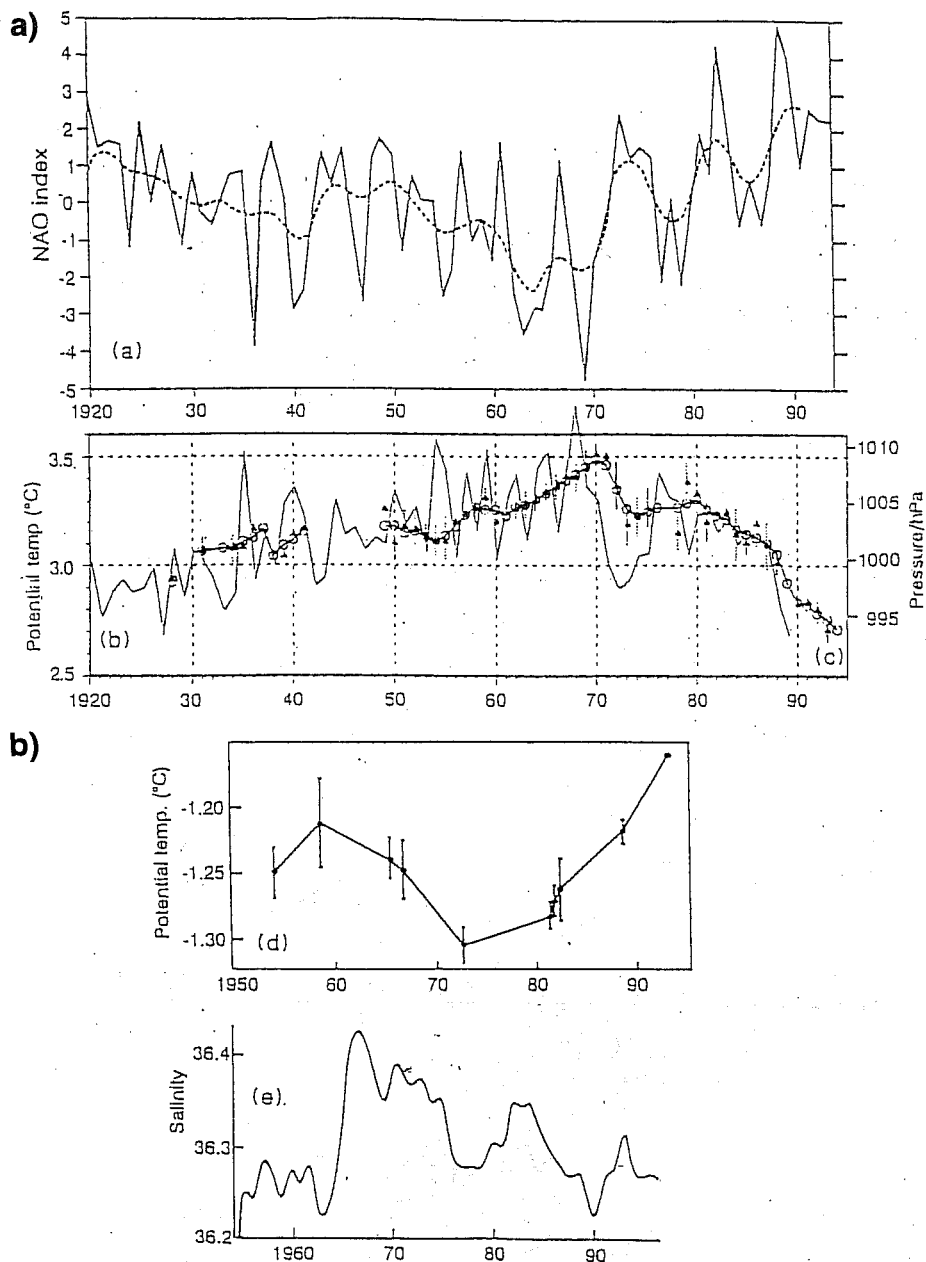 a)
5
4
3
2
1
0
-1
-2
-3
-4
-5
NAO index
(a)
1920 30 40 50 60 70 80 90
3.5
3.0
2.5
Potential temp (°C)
1010
1005
1000
995
Pressure/hPa
(b)
(c)
1920 30 40 50 60 70 80 90
b)
-1.20
-1.25
-1.30
Potential temp. (°C)
(d)
1950 60 70 80 90
36.4
36.3
36.2
Salinity
(e).
1960 70 80 90